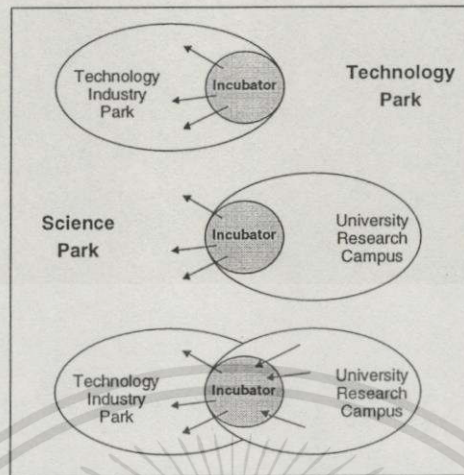 Technology
Industry
Park
Incubator
Technology
Park
Science
Park
Incubator
University
Research
Campus
Technology
Industry
Park
Incubator
University
Research
Campus